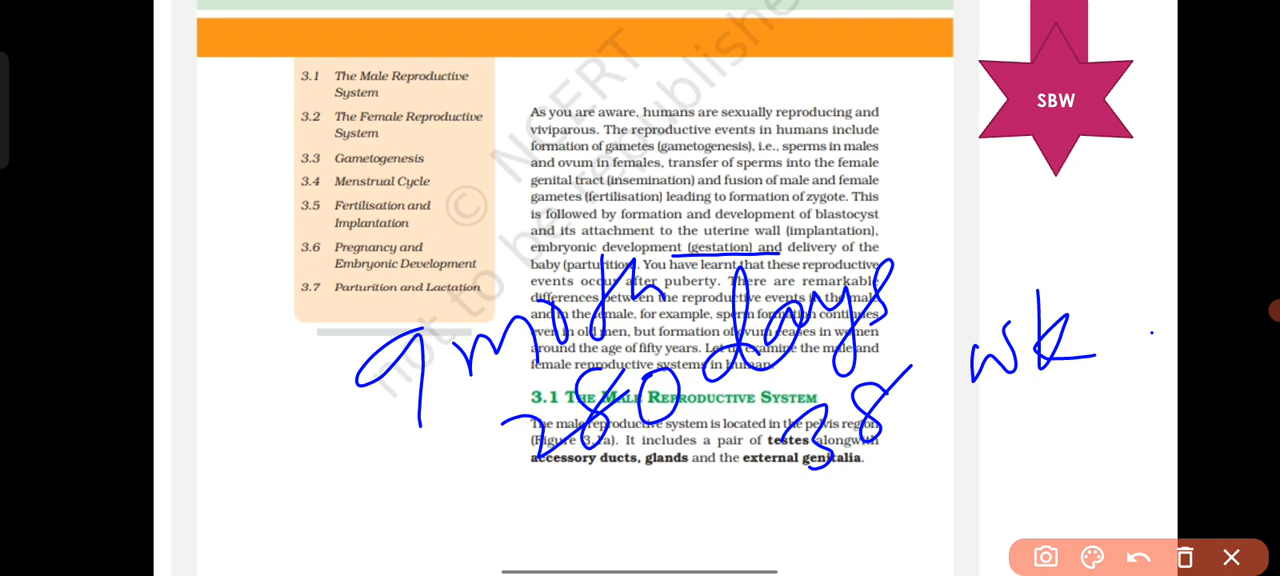 3.1 The Male Reproductive
System
3.2 The Female Reproductive
System
3.3 Gametogenesis
3.4 Menstrual Cycle
3.5 Fertilisation and
Implantation
3.6 Pregnancy and
Embryonic Development
3.7 Parturition and Lactation
As you are aware, humans are sexually reproducing and
viviparous. The reproductive events in humans include
formation of gametes (gametogenesis), i.e., sperms in males
and ovum in females, transfer of sperms into the female
genital tract (insemination) and fusion of male and female
gametes (fertilisation) leading to formation of zygote. This
is followed by formation and development of blastocyst
and its attachment to the uterine wall (implantation),
embryonic development (gestation) and delivery of the
baby (parturition). You have learnt that these reproductive
events occur after puberty. There are remarkable
differences between the reproductive events in the male
and in the female, for example, sperm formation continues
even in old men, but formation of ovum ceases in women
around the age of fifty years. Let us examine the male and
female reproductive systems in human.
3.1 The Male Reproductive System
The male reproductive system is located in the pelvis region
(Figure 3.1a). It includes a pair of testes alongwith
accessory ducts, glands and the external genitalia.
© NCERT
not to be republished
SBW
9 month
280 days
38 wk